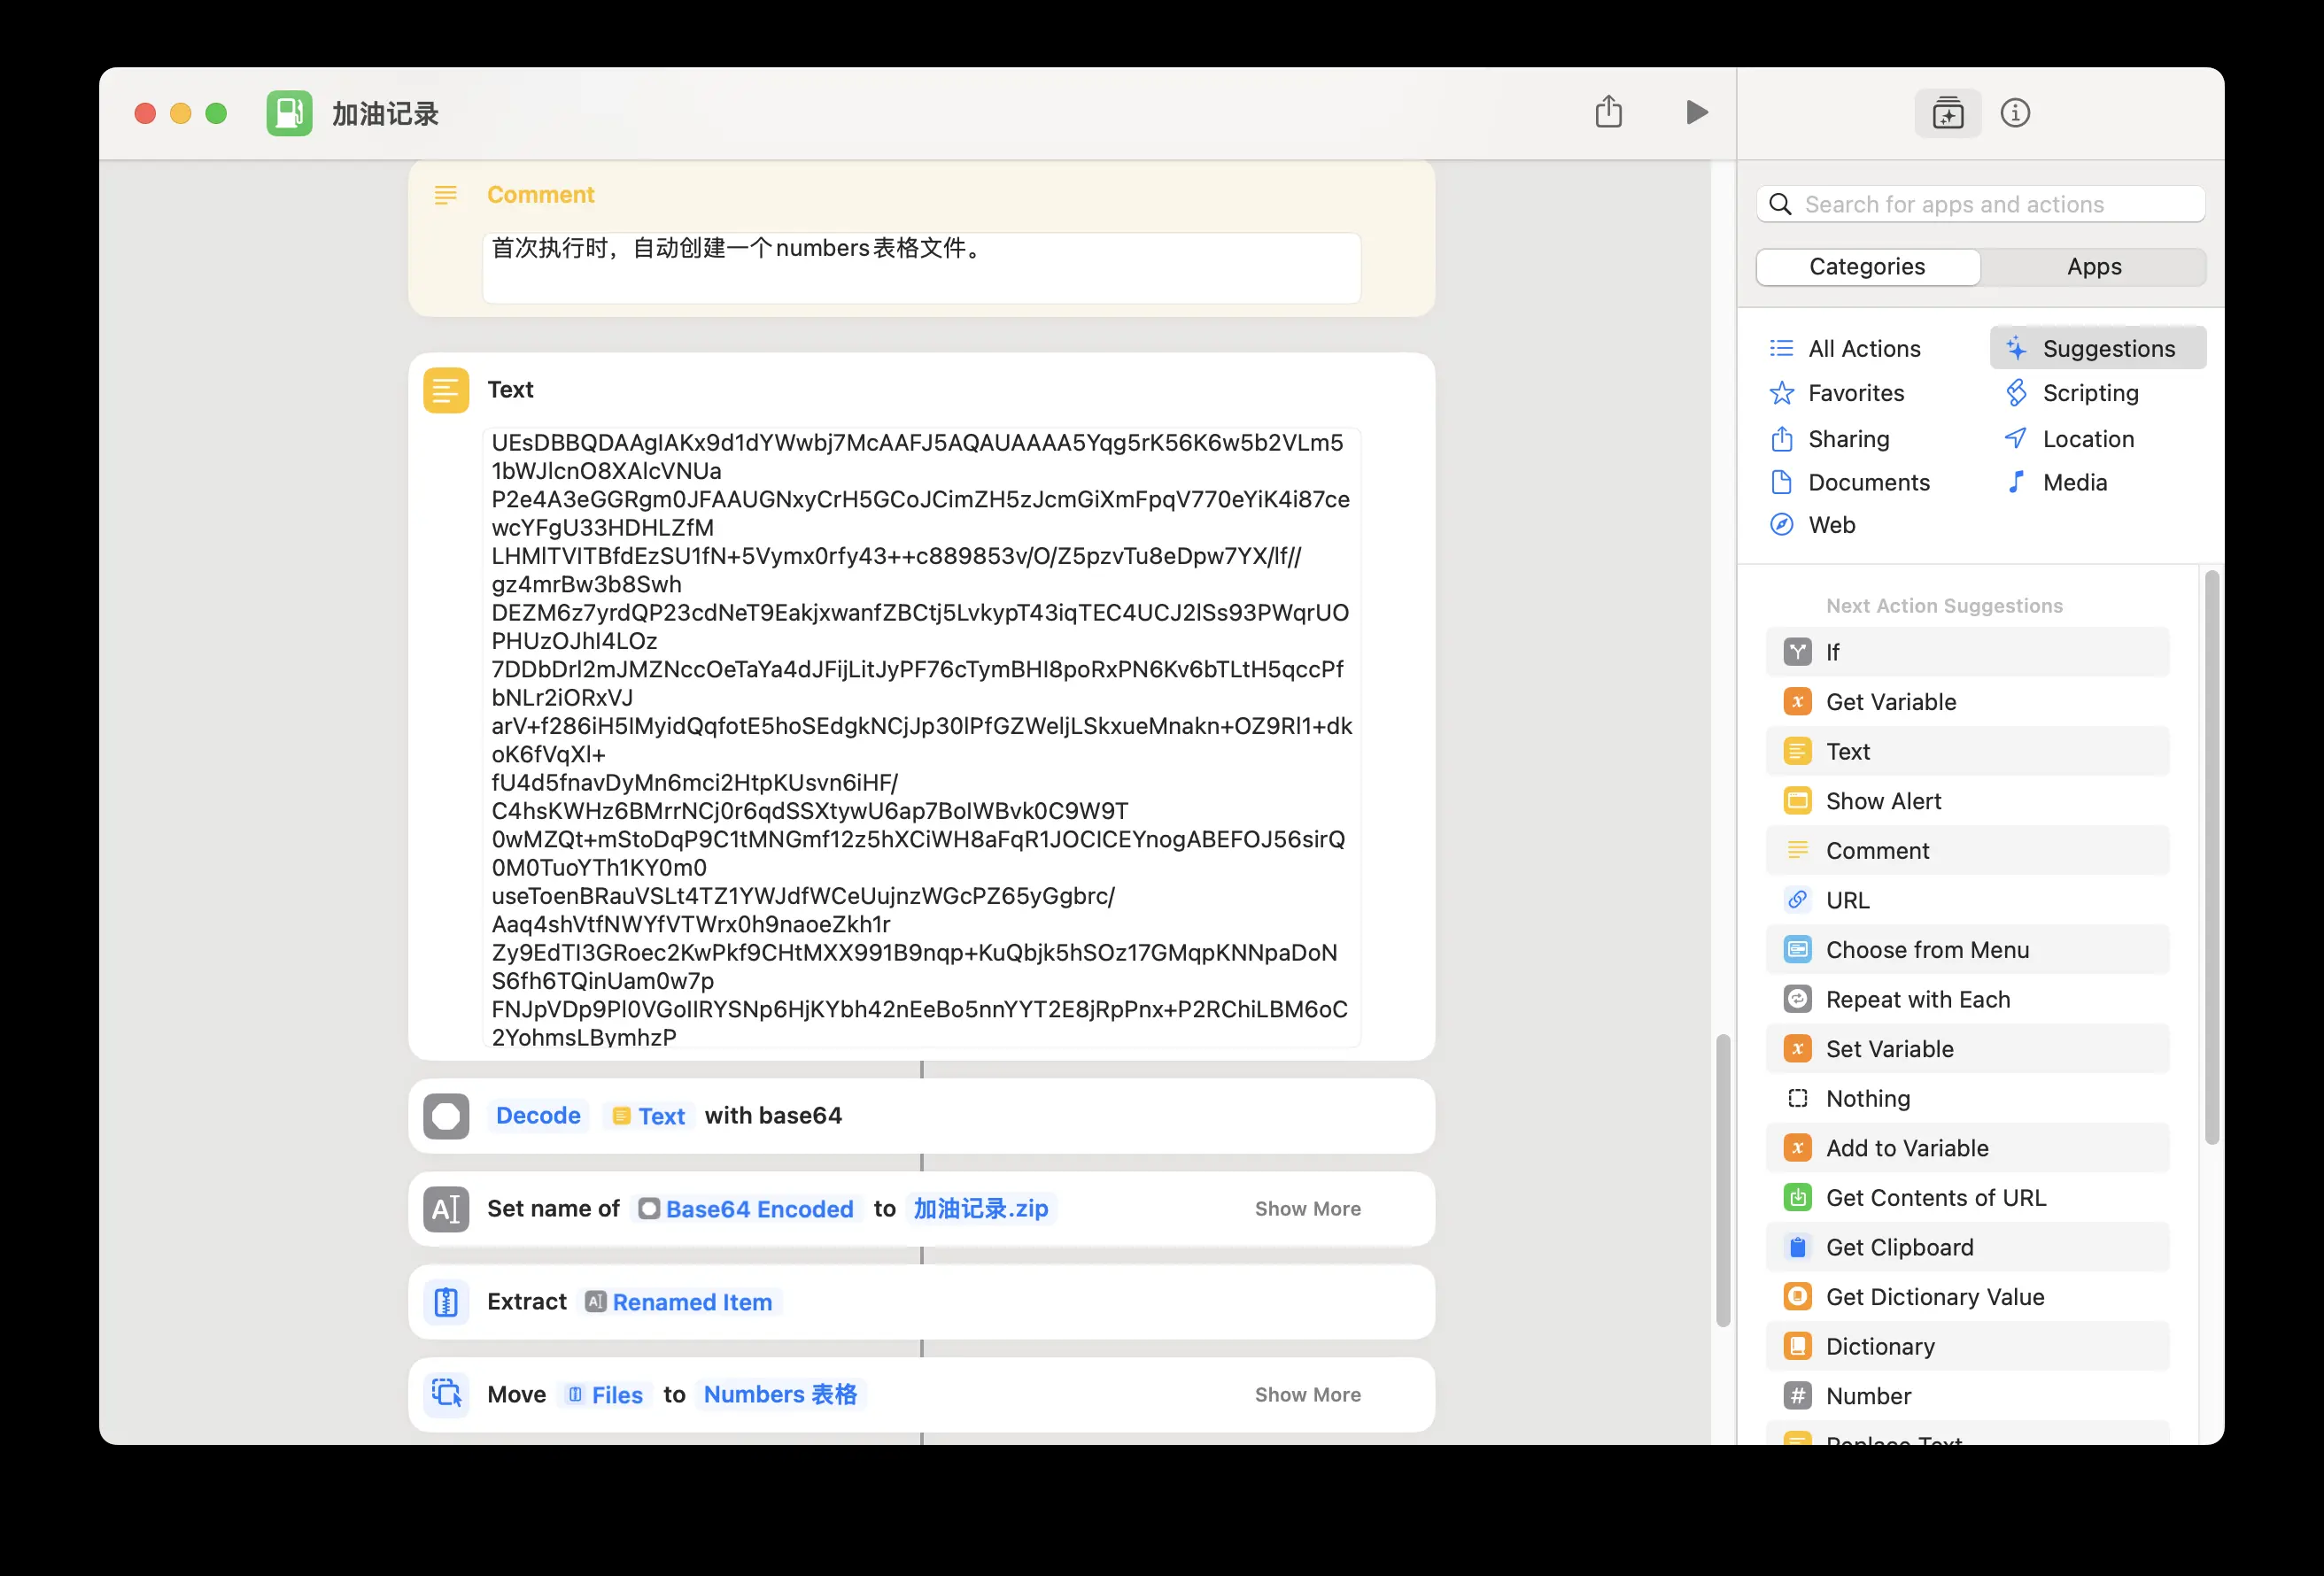 加油记录
Comment
首次执行时，自动创建一个numbers表格文件。
Text
UEsDBBQDAAgIAKx9d1dYWwbj7McAAFJ5AQAUAAAA5Yqg5rK56K6w5b2VLm5
1bWJlcnO8XAlcVNUa
P2e4A3eGGRgm0JFAAUGNxyCrH5GCoJCimZH5zJcmGiXmFpqV770eYiK4i87ce
wcYFgU33HDHLZfM
LHMlTVITBfdEzSU1fN+5Vymx0rfy43++c889853v/O/Z5pzvTu8eDpw7YX/lf//
gz4mrBw3b8Swh
DEZM6z7yrdQP23cdNeT9EakjxwanfZBCtj5LvkypT43iqTEC4UCJ2lSs93PWqrUO
PHUzOJhI4LOz
7DDbDrl2mJMZNccOeTaYa4dJFijLitJyPF76cTymBHI8poRxPN6Kv6bTLtH5qccPf
bNLr2iORxVJ
arV+f286iH5IMyidQqfotE5hoSEdgkNCjJp30lPfGZWeljLSkxueMnakn+OZ9Rl1+dk
oK6fVqXl+
fU4d5fnavDyMn6mci2HtpKUsvn6iHF/
C4hsKWHz6BMrrNCj0r6qdSSXtywU6ap7BolWBvk0C9W9T
0wMZQt+mStoDqP9C1tMNGmf12z5hXCiWH8aFqR1JOCICEYnogABEFOJ56sirQ
0M0TuoYTh1KY0m0
useToenBRauVSLt4TZ1YWJdfWCeUujnzWGcPZ65yGgbrc/
Aaq4shVtfNWYfVTWrx0h9naoeZkh1r
Zy9EdTI3GRoec2KwPkf9CHtMXX991B9nqp+KuQbjk5hSOz17GMqpKNNpaDoN
S6fh6TQinUam0w7p
FNJpVDp9Pl0VGollRYSNp6HjKYbh42nEeBo5nnYYT2E8jRpPnx+P2RChiLBM6oC
2YohmsLBymhzP
Decode Text with base64
Set name of Base64 Encoded to 加油记录.zip Show More
Extract Renamed Item
Move Files to Numbers 表格 Show More
Search for apps and actions
Categories Apps
All Actions Suggestions
Favorites Scripting
Sharing Location
Documents Media
Web
Next Action Suggestions
If
Get Variable
Text
Show Alert
Comment
URL
Choose from Menu
Repeat with Each
Set Variable
Nothing
Add to Variable
Get Contents of URL
Get Clipboard
Get Dictionary Value
Dictionary
Number
Replace Text